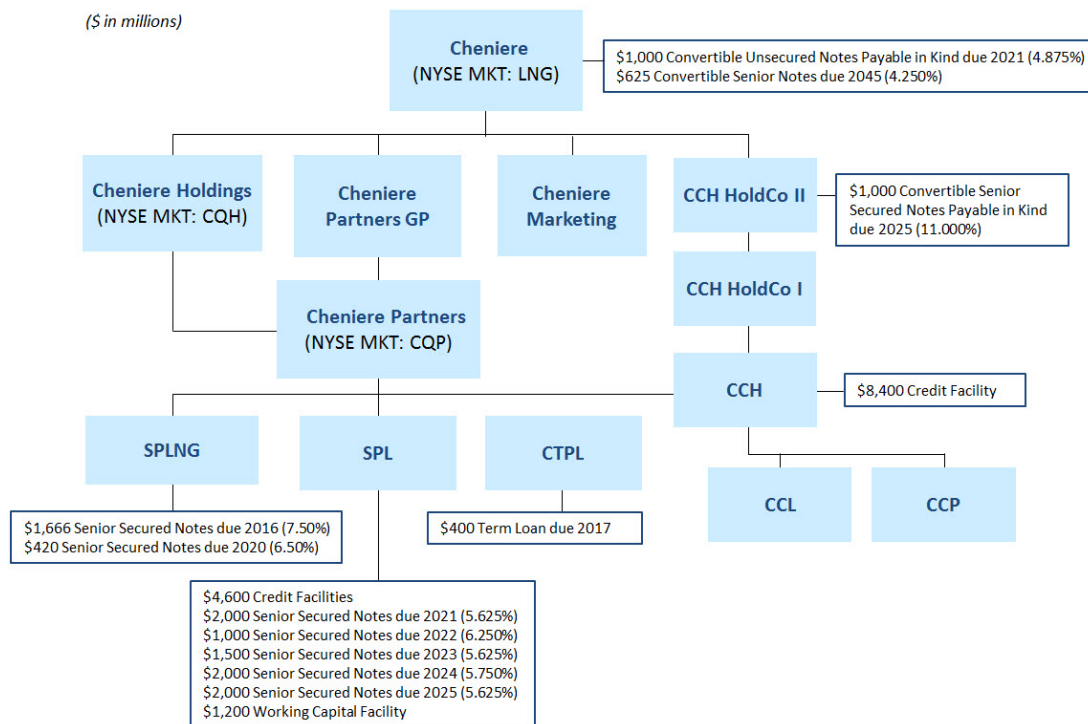 ($ in millions)
Cheniere
(NYSE MKT: LNG)
$1,000 Convertible Unsecured Notes Payable in Kind due 2021 (4.875%)
$625 Convertible Senior Notes due 2045 (4.250%)
Cheniere Holdings
(NYSE MKT: CQH)
Cheniere
Partners GP
Cheniere
Marketing
CCH HoldCo II
$1,000 Convertible Senior
Secured Notes Payable in Kind
due 2025 (11.000%)
CCH HoldCo I
Cheniere Partners
(NYSE MKT: CQP)
CCH
$8,400 Credit Facility
SPLNG
SPL
CTPL
CCL
CCP
$1,666 Senior Secured Notes due 2016 (7.50%)
$420 Senior Secured Notes due 2020 (6.50%)
$400 Term Loan due 2017
$4,600 Credit Facilities
$2,000 Senior Secured Notes due 2021 (5.625%)
$1,000 Senior Secured Notes due 2022 (6.250%)
$1,500 Senior Secured Notes due 2023 (5.625%)
$2,000 Senior Secured Notes due 2024 (5.750%)
$2,000 Senior Secured Notes due 2025 (5.625%)
$1,200 Working Capital Facility